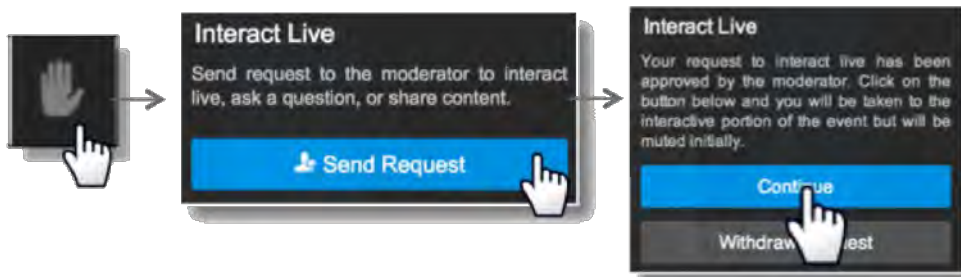 Interact Live
Send request to the moderator to interact
live, ask a question, or share content.
Send Request
Interact Live
Your request to interact live has been
approved by the moderator. Click on the
button below and you will be taken to the
interactive portion of the event but will be
muted initially.
Continue
Withdraw